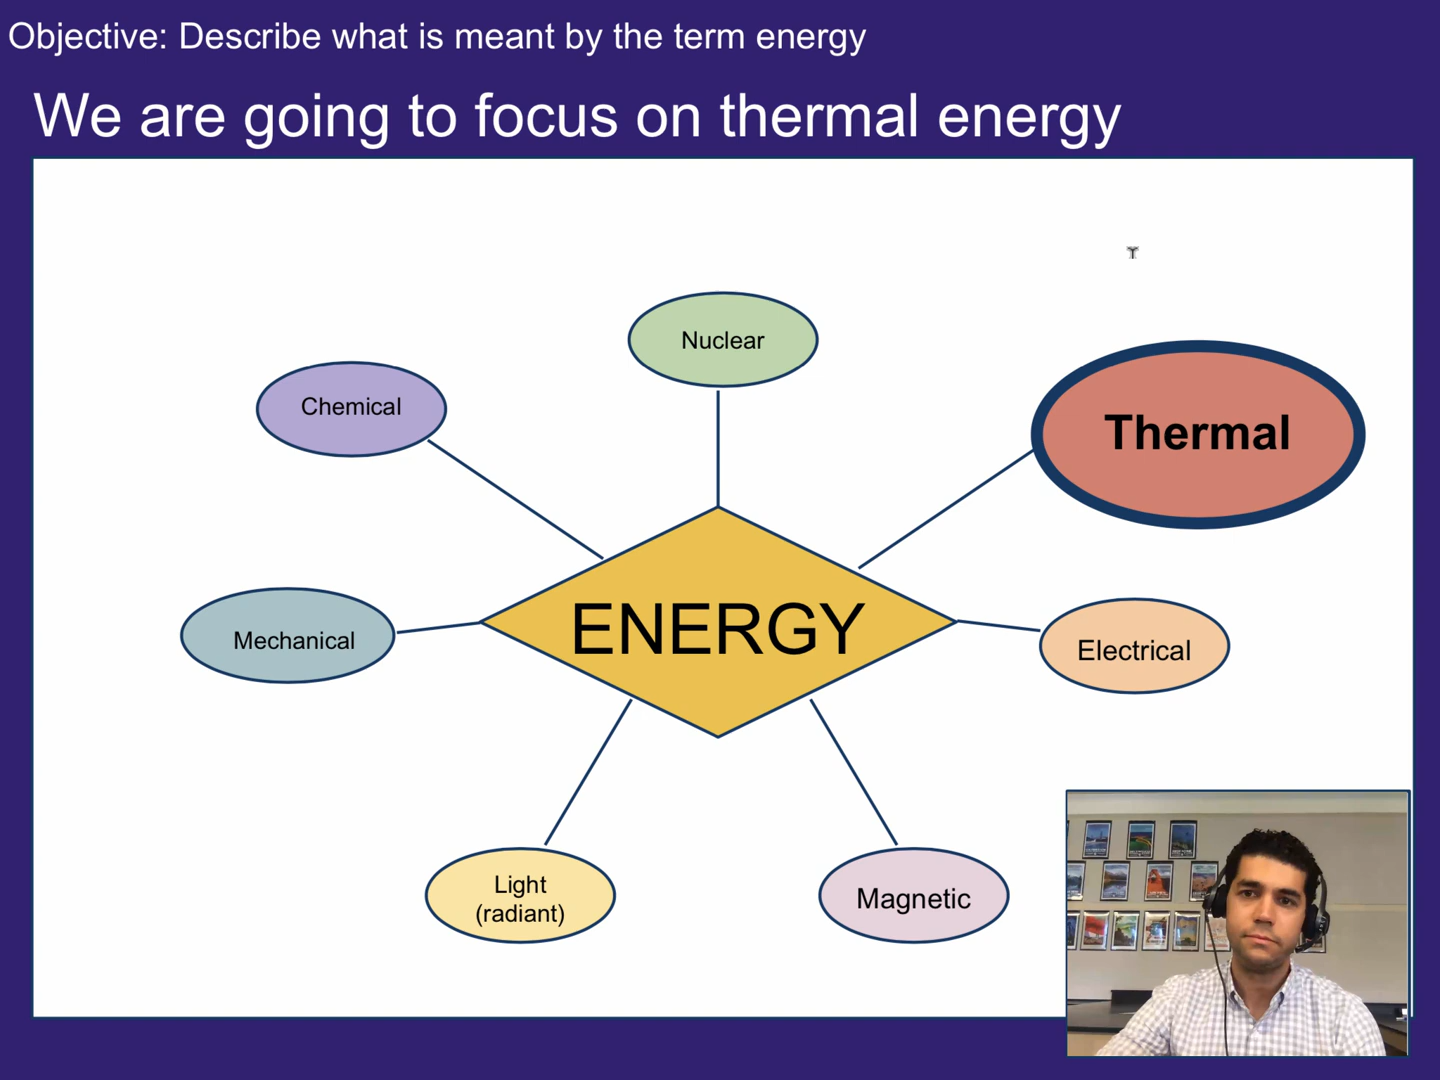 Objective: Describe what is meant by the term energy
We are going to focus on thermal energy
Nuclear
Chemical
Thermal
Mechanical
ENERGY
Electrical
Light
(radiant)
Magnetic